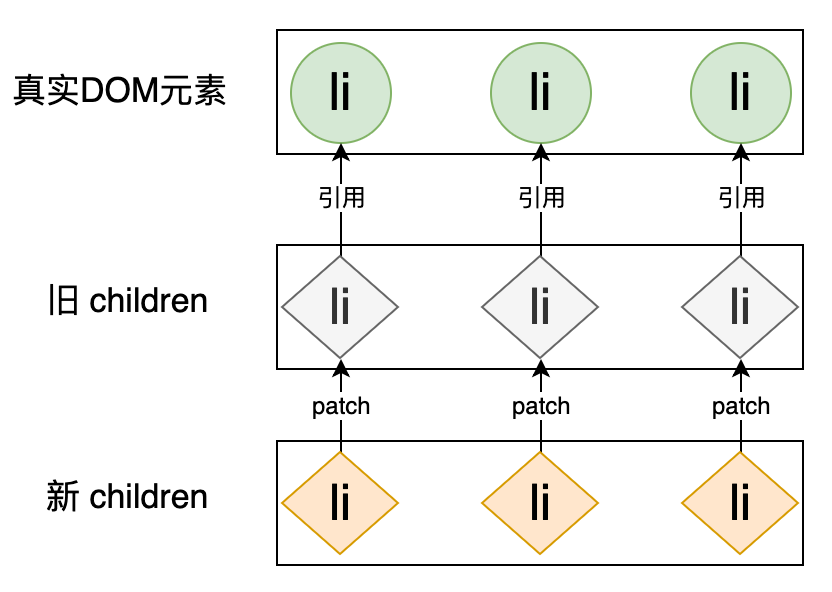 真实DOM元素
li
li
li
引用
引用
引用
旧 children
li
li
li
patch
patch
patch
新 children
li
li
li